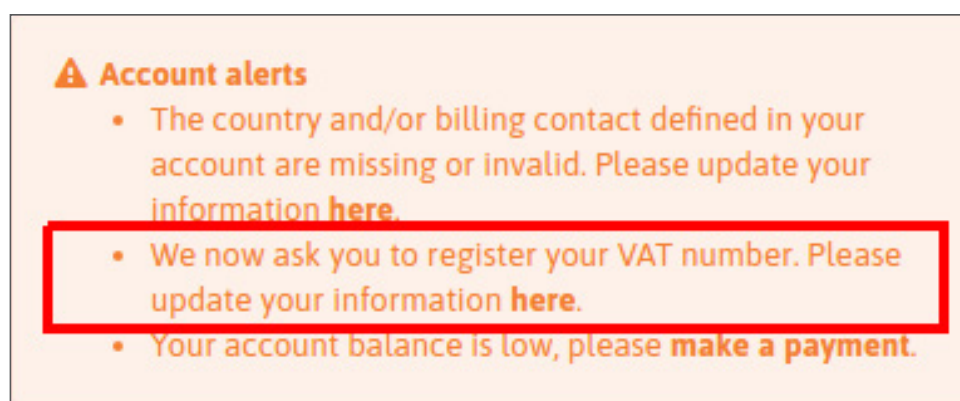 Account alerts
• The country and/or billing contact defined in your
account are missing or invalid. Please update your
information here.
• We now ask you to register your VAT number. Please
update your information here.
• Your account balance is low, please make a payment.